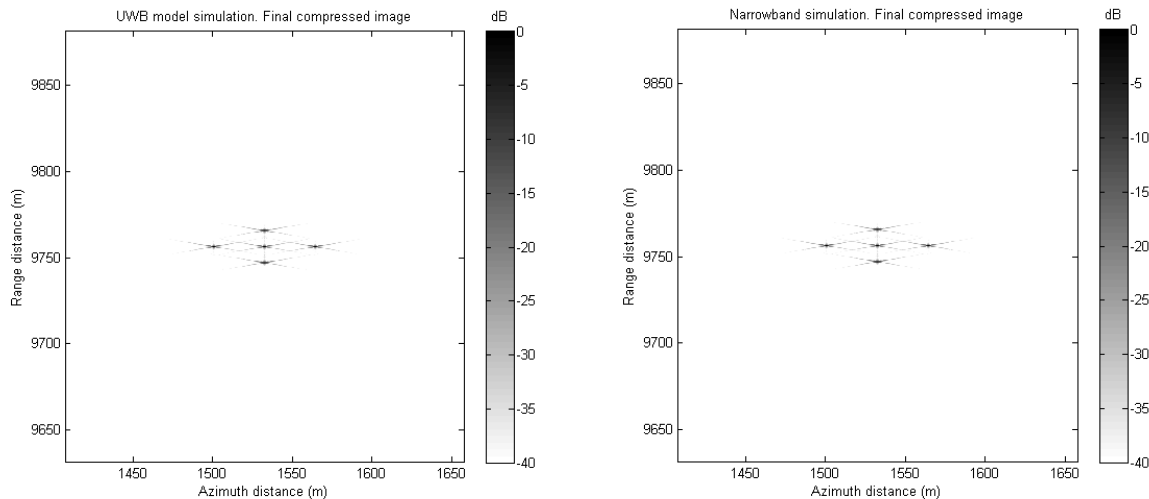 UWB model simulation. Final compressed image
dB
0
-5
-10
-15
-20
-25
-30
-35
-40
9850
9800
9750
9700
9650
Range distance (m)
1450 1500 1550 1600 1650
Azimuth distance (m)
Narrowband simulation. Final compressed image
dB
0
-5
-10
-15
-20
-25
-30
-35
-40
9850
9800
9750
9700
9650
Range distance (m)
1450 1500 1550 1600 1650
Azimuth distance (m)